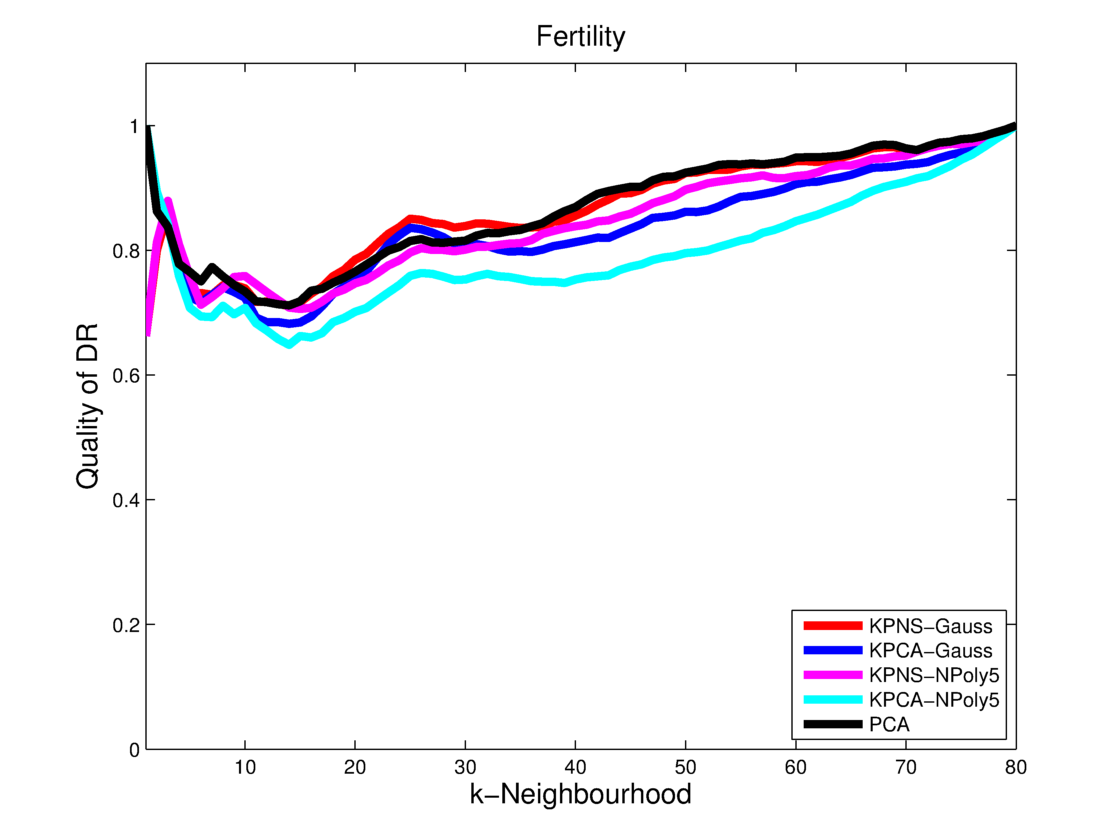 Fertility
Quality of DR
1
0.8
0.6
0.4
0.2
0
10 20 30 40 50 60 70 80
k−Neighbourhood
KPNS−Gauss
KPCA−Gauss
KPNS−NPoly5
KPCA−NPoly5
PCA